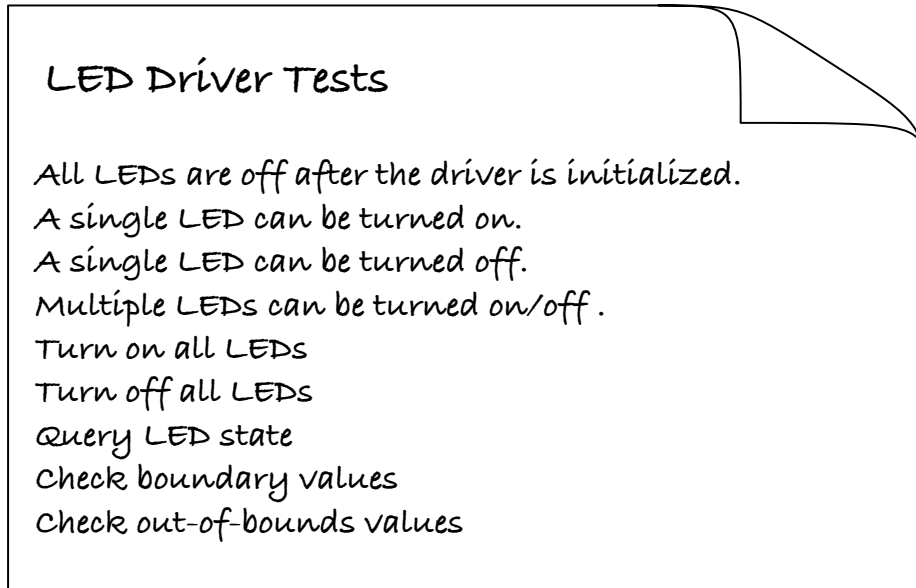 LED Driver Tests
All LEDs are off after the driver is initialized.
A single LED can be turned on.
A single LED can be turned off.
Multiple LEDs can be turned on/off .
Turn on all LEDs
Turn off all LEDs
Query LED state
Check boundary values
Check out-of-bounds values